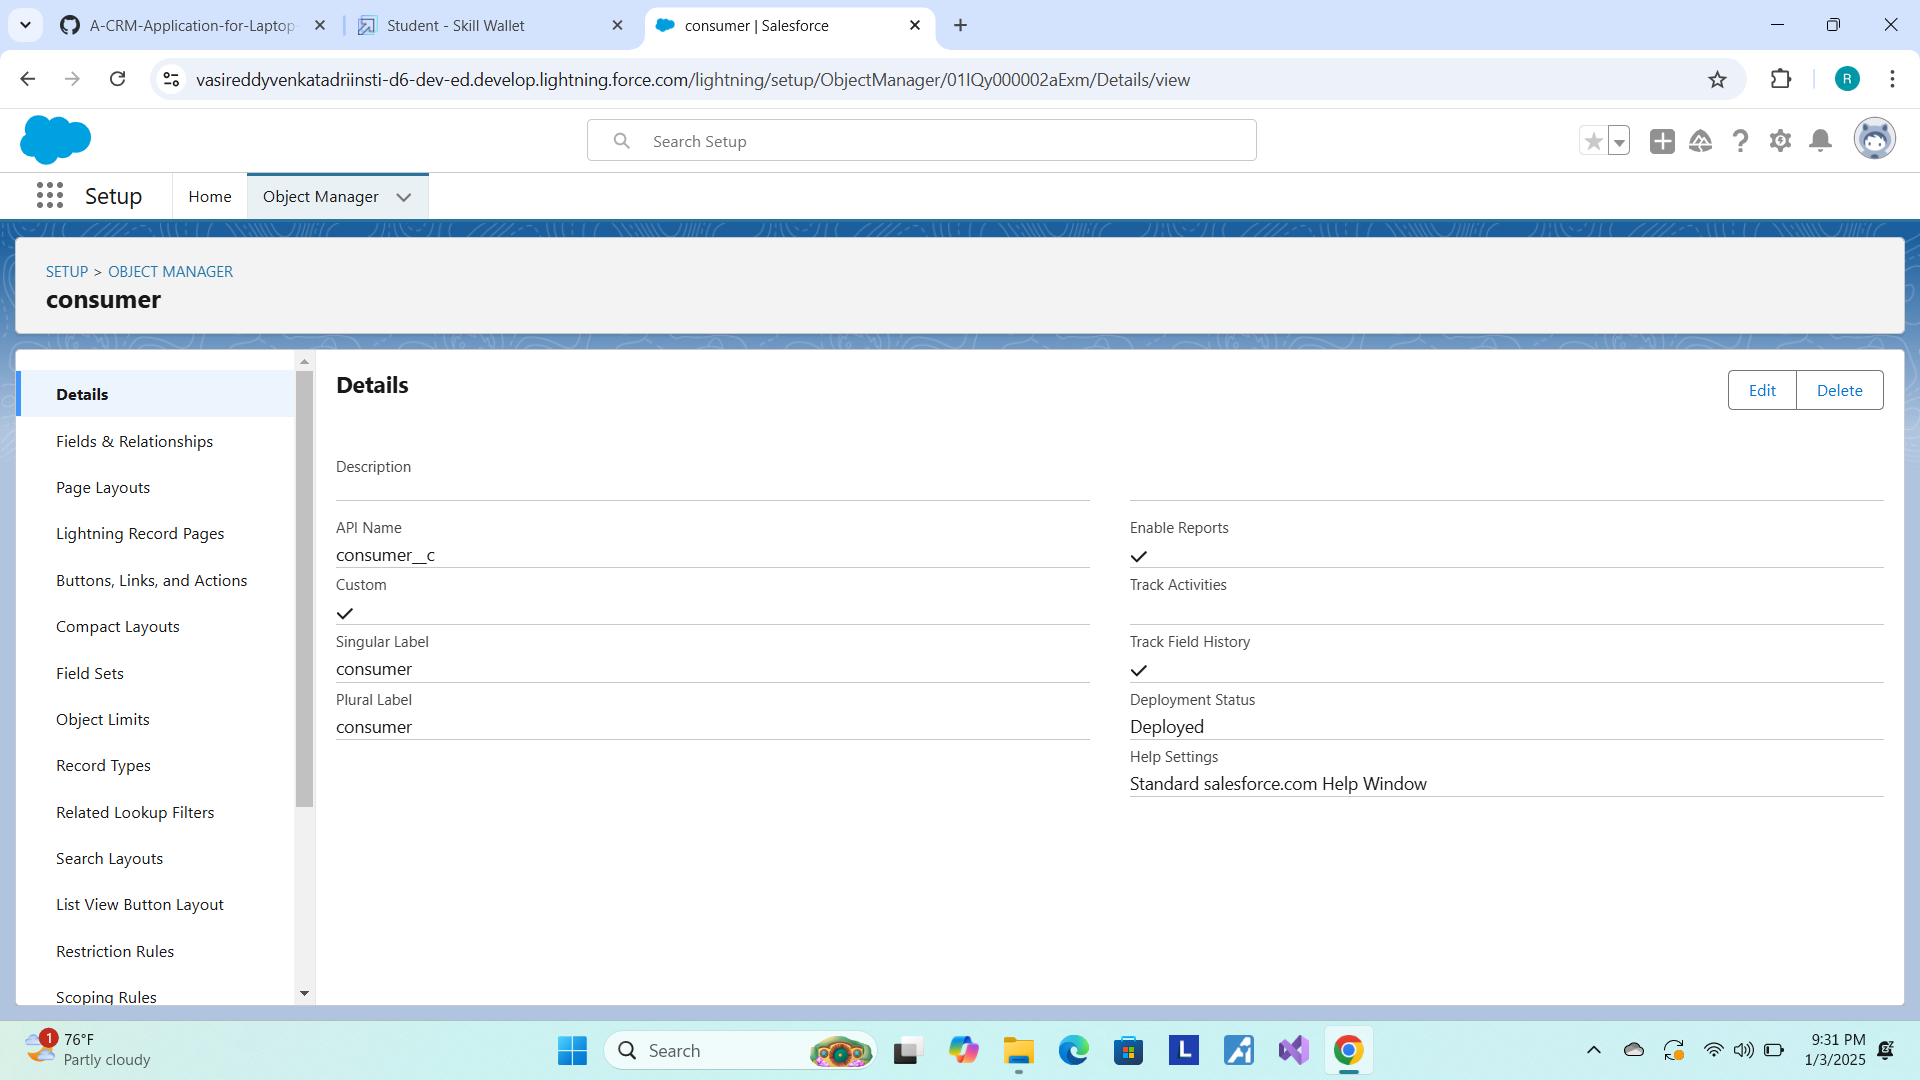 A-CRM-Application-for-Laptop-
Student - Skill Wallet
consumer | Salesforce
vasireddyvenkatadriinsti-d6-dev-ed.develop.lightning.force.com/lightning/setup/ObjectManager/01IQy000002aExm/Details/view
R
Search Setup
Setup
Home
Object Manager
SETUP > OBJECT MANAGER
consumer
Details
Fields & Relationships
Page Layouts
Lightning Record Pages
Buttons, Links, and Actions
Compact Layouts
Field Sets
Object Limits
Record Types
Related Lookup Filters
Search Layouts
List View Button Layout
Restriction Rules
Scoping Rules
Details
Edit
Delete
Description
API Name
consumer__c
Custom
Singular Label
consumer
Plural Label
consumer
Enable Reports
Track Activities
Track Field History
Deployment Status
Deployed
Help Settings
Standard salesforce.com Help Window
1
76°F
Partly cloudy
Search
L
9:31 PM
1/3/2025